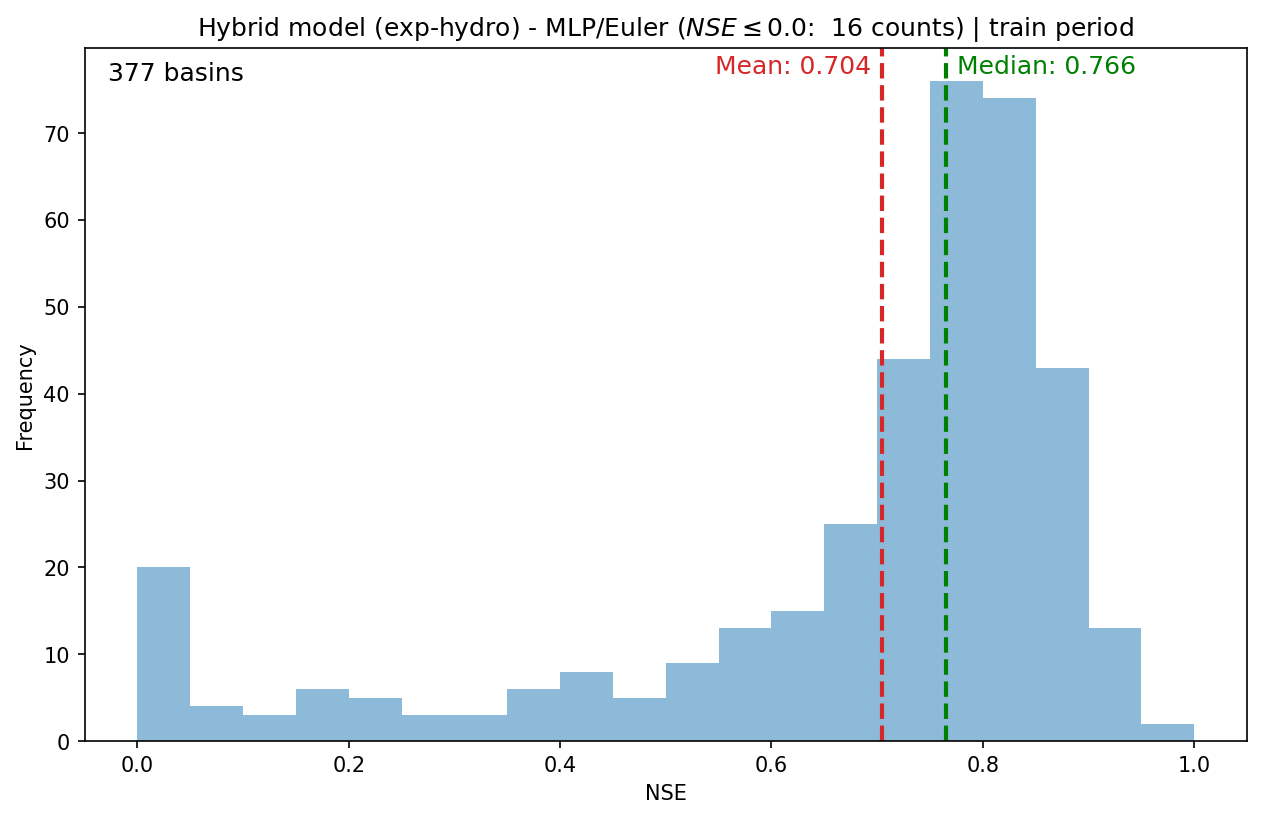 Hybrid model (exp-hydro) - MLP/Euler (NSE ≤ 0.0:  16 counts) | train period
377 basins
Mean: 0.704
Median: 0.766
70
60
50
40
30
20
10
0
Frequency
0.0 0.2 0.4 0.6 0.8 1.0
NSE